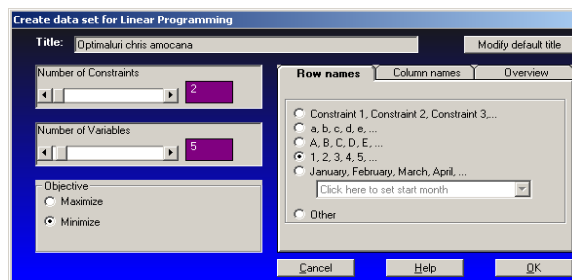 Create data set for Linear Programming
Title: Optimaluri chris amocana
Modify default title
Number of Constraints
2
Number of Variables
5
Objective
Maximize
Minimize
Row names
Column names
Overview
Constraint 1, Constraint 2, Constraint 3,...
a, b, c, d, e, ...
A, B, C, D, E, ...
1, 2, 3, 4, 5, ...
January, February, March, April, ...
Click here to set start month
Other
Cancel
Help
OK